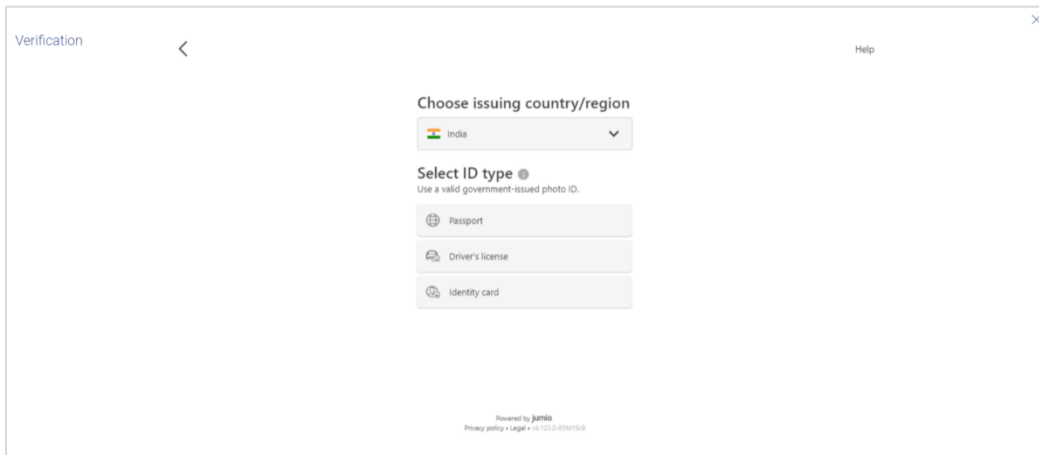 Verification
Help
Choose issuing country/region
India
Select ID type
Use a valid government-issued photo ID.
Passport
Driver's license
Identity card
Powered by jumio
Privacy policy • Legal •